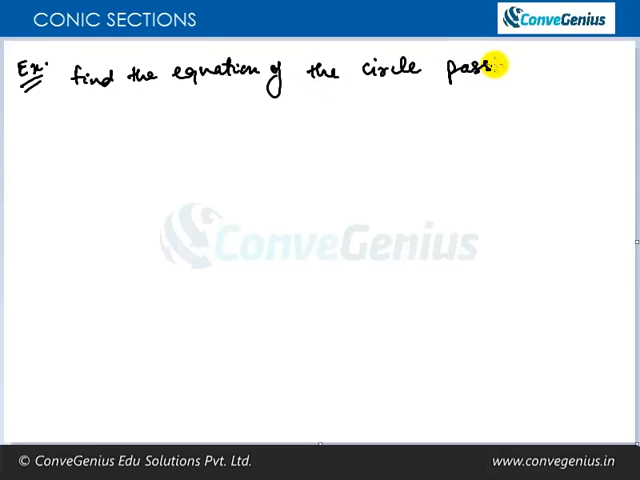 CONIC SECTIONS
ConveGenius
Ex. find the equation of the circle pass
ConveGenius
© ConveGenius Edu Solutions Pvt. Ltd.
www.convegenius.in